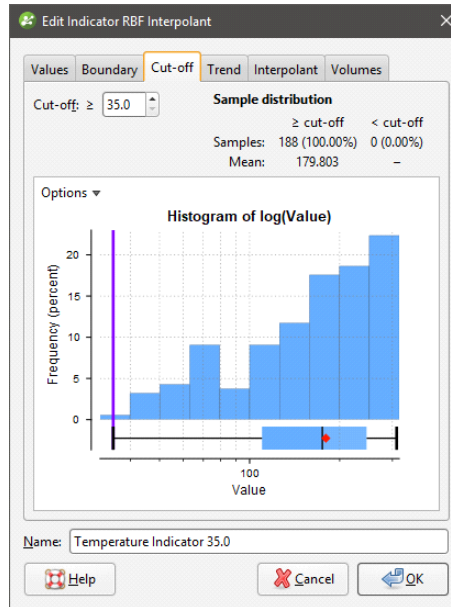 Edit Indicator RBF Interpolant
Values Boundary Cut-off Trend Interpolant Volumes
Cut-off: ≥ 35.0 Sample distribution
≥ cut-off < cut-off
Samples: 188 (100.00%) 0 (0.00%)
Mean: 179.803 –
Options
Histogram of log(Value)
Frequency (percent)
20
15
10
5
0
100
Value
Name: Temperature Indicator 35.0
Help Cancel OK